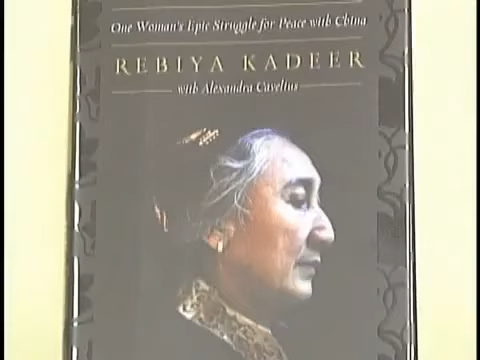 One Woman's Epic Struggle for Peace with China
REBIYA KADEER
with Alexandra Cavelius